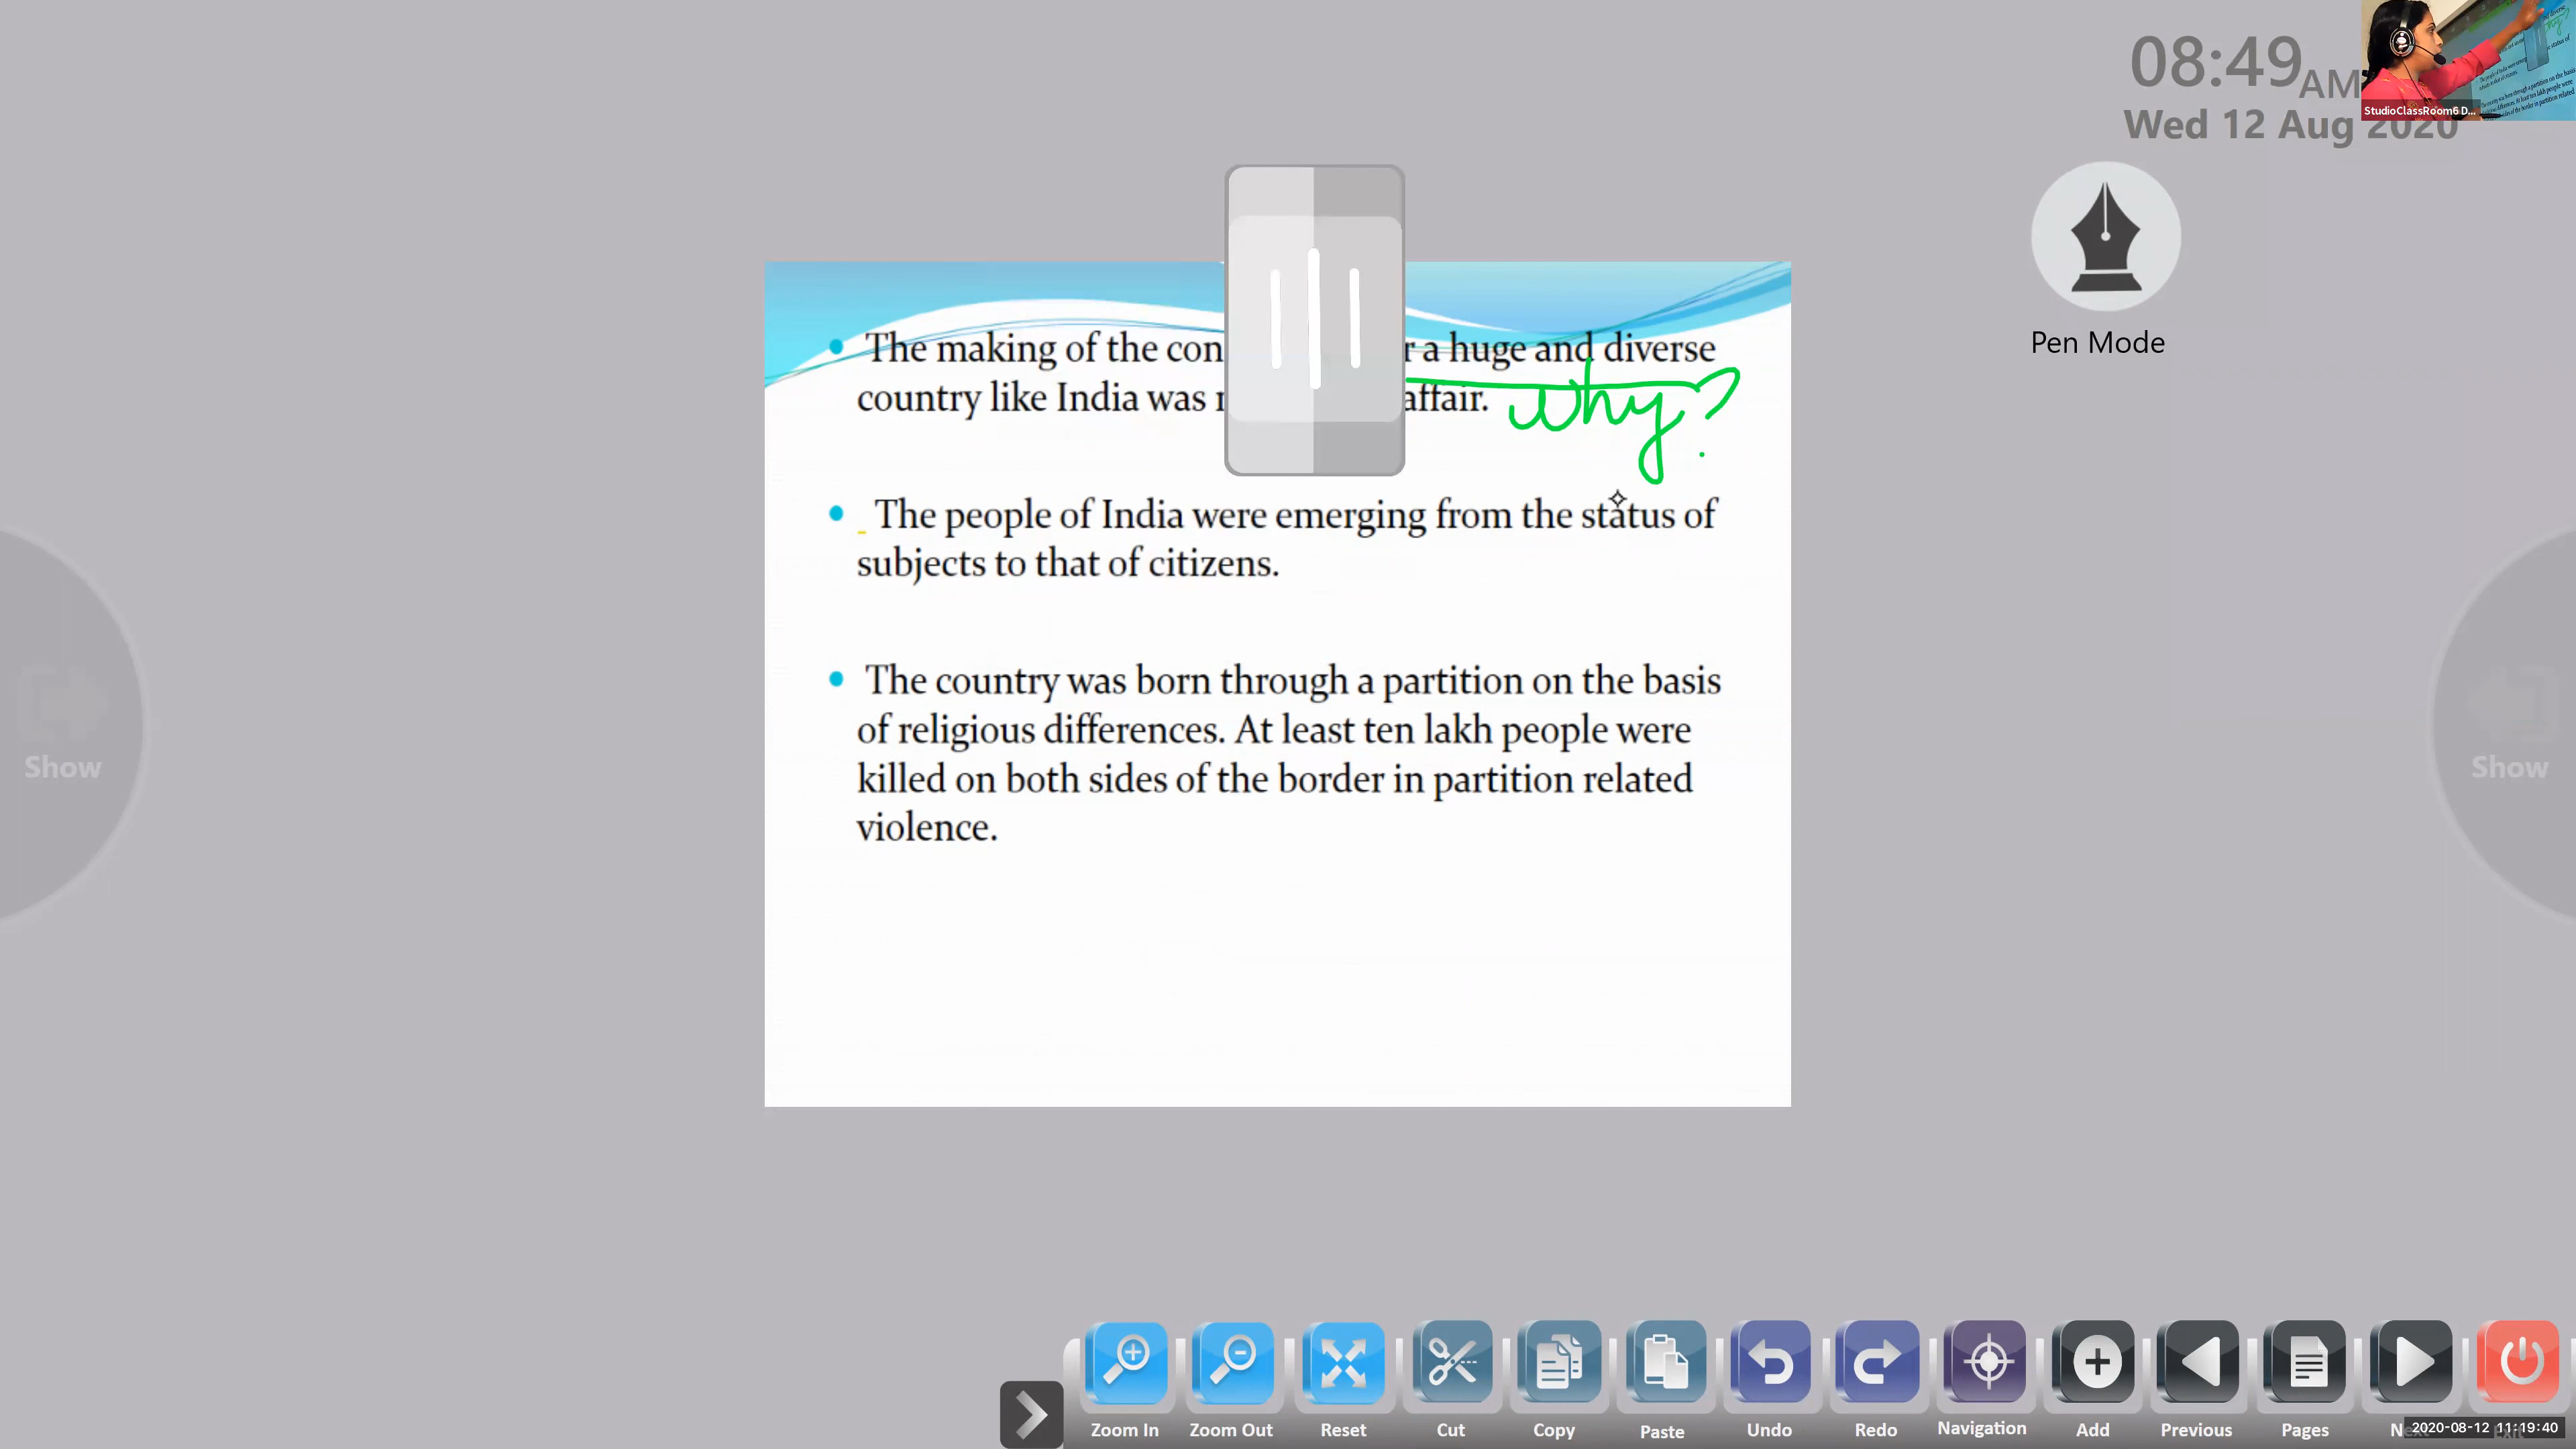 08:49 AM
Wed 12 Aug 2020
StudioClassRoom6 D...
Pen Mode
• The making of the con r a huge and diverse
country like India was affair. why?
• The people of India were emerging from the status of
subjects to that of citizens.
• The country was born through a partition on the basis
of religious differences. At least ten lakh people were
killed on both sides of the border in partition related
violence.
Show
Show
Zoom In Zoom Out Reset Cut Copy Paste Undo Redo Navigation Add Previous Pages
2020-08-12 11:19:40